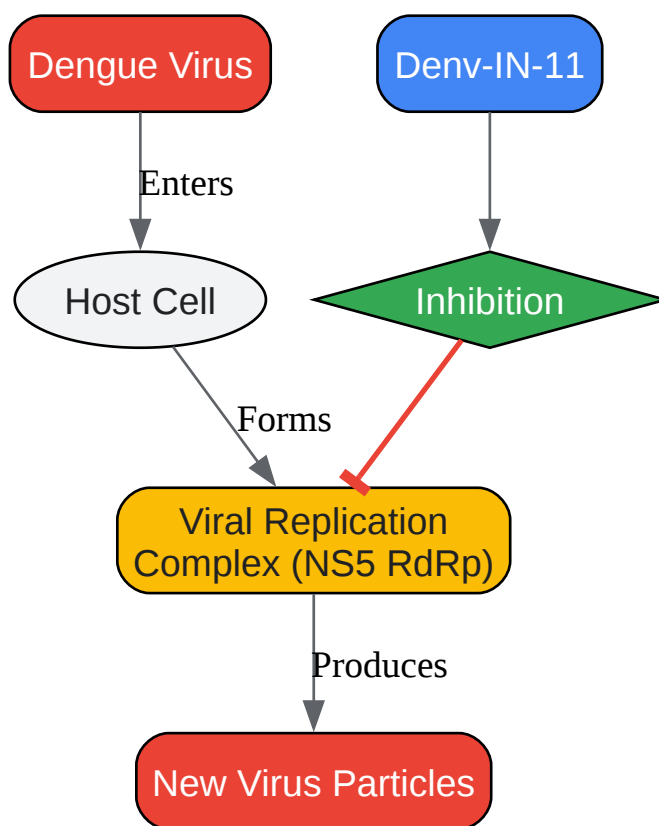 Dengue Virus
Denv-IN-11
Enters
Host Cell
Inhibition
Forms
Viral Replication
Complex (NS5 RdRp)
Produces
New Virus Particles